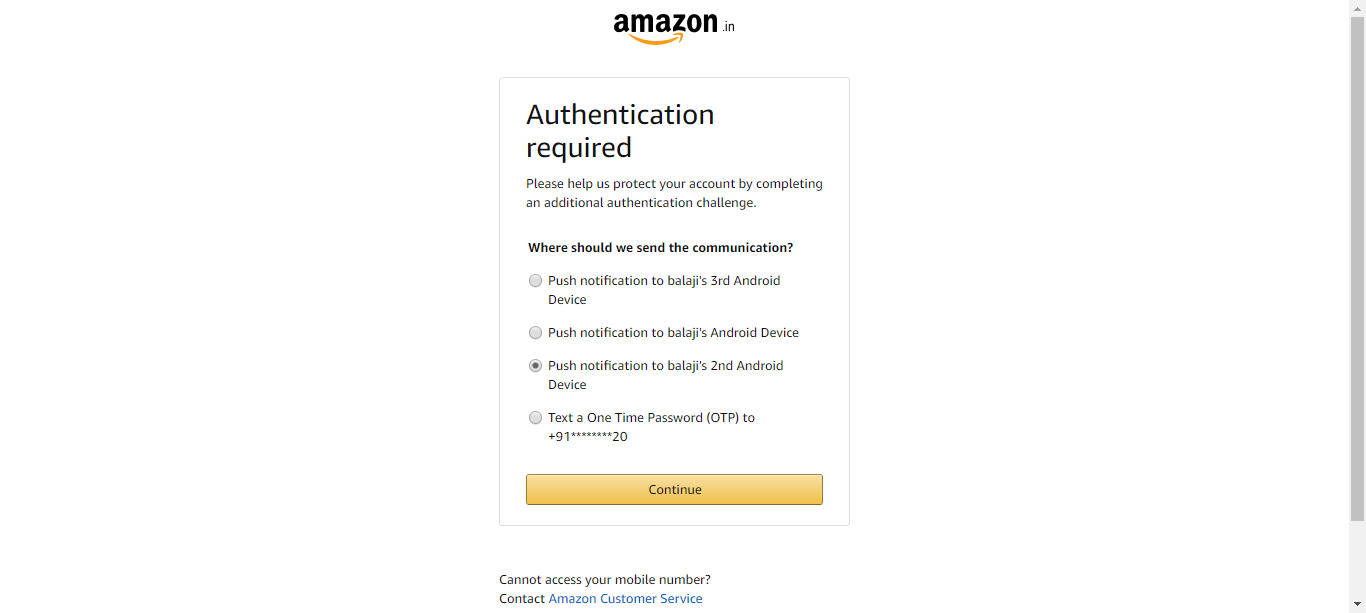 amazon.in
Authentication
required
Please help us protect your account by completing
an additional authentication challenge.
Where should we send the communication?
Push notification to balaji's 3rd Android
Device
Push notification to balaji's Android Device
Push notification to balaji's 2nd Android
Device
Text a One Time Password (OTP) to
+91********20
Continue
Cannot access your mobile number?
Contact Amazon Customer Service